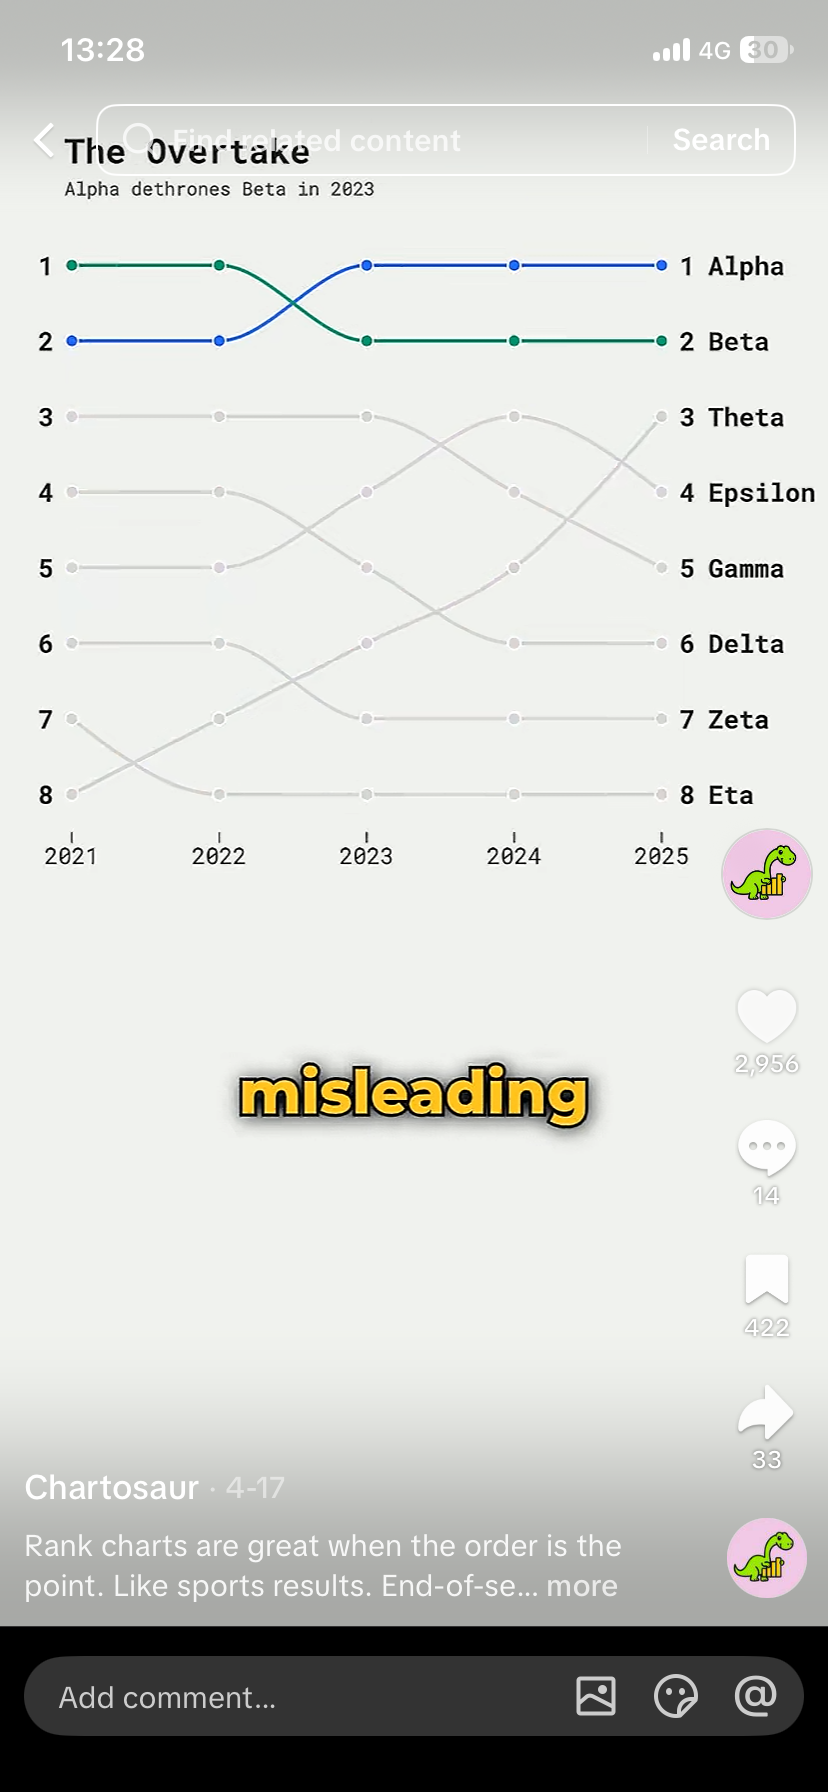 13:28
4G
30
Find related content
Search
The Overtake
Alpha dethrones Beta in 2023
1
1 Alpha
2
2 Beta
3
3 Theta
4
4 Epsilon
5
5 Gamma
6
6 Delta
7
7 Zeta
8
8 Eta
2021
2022
2023
2024
2025
misleading
2,956
14
422
33
Chartosaur · 4-17
Rank charts are great when the order is the
point. Like sports results. End-of-se... more
Add comment...
@